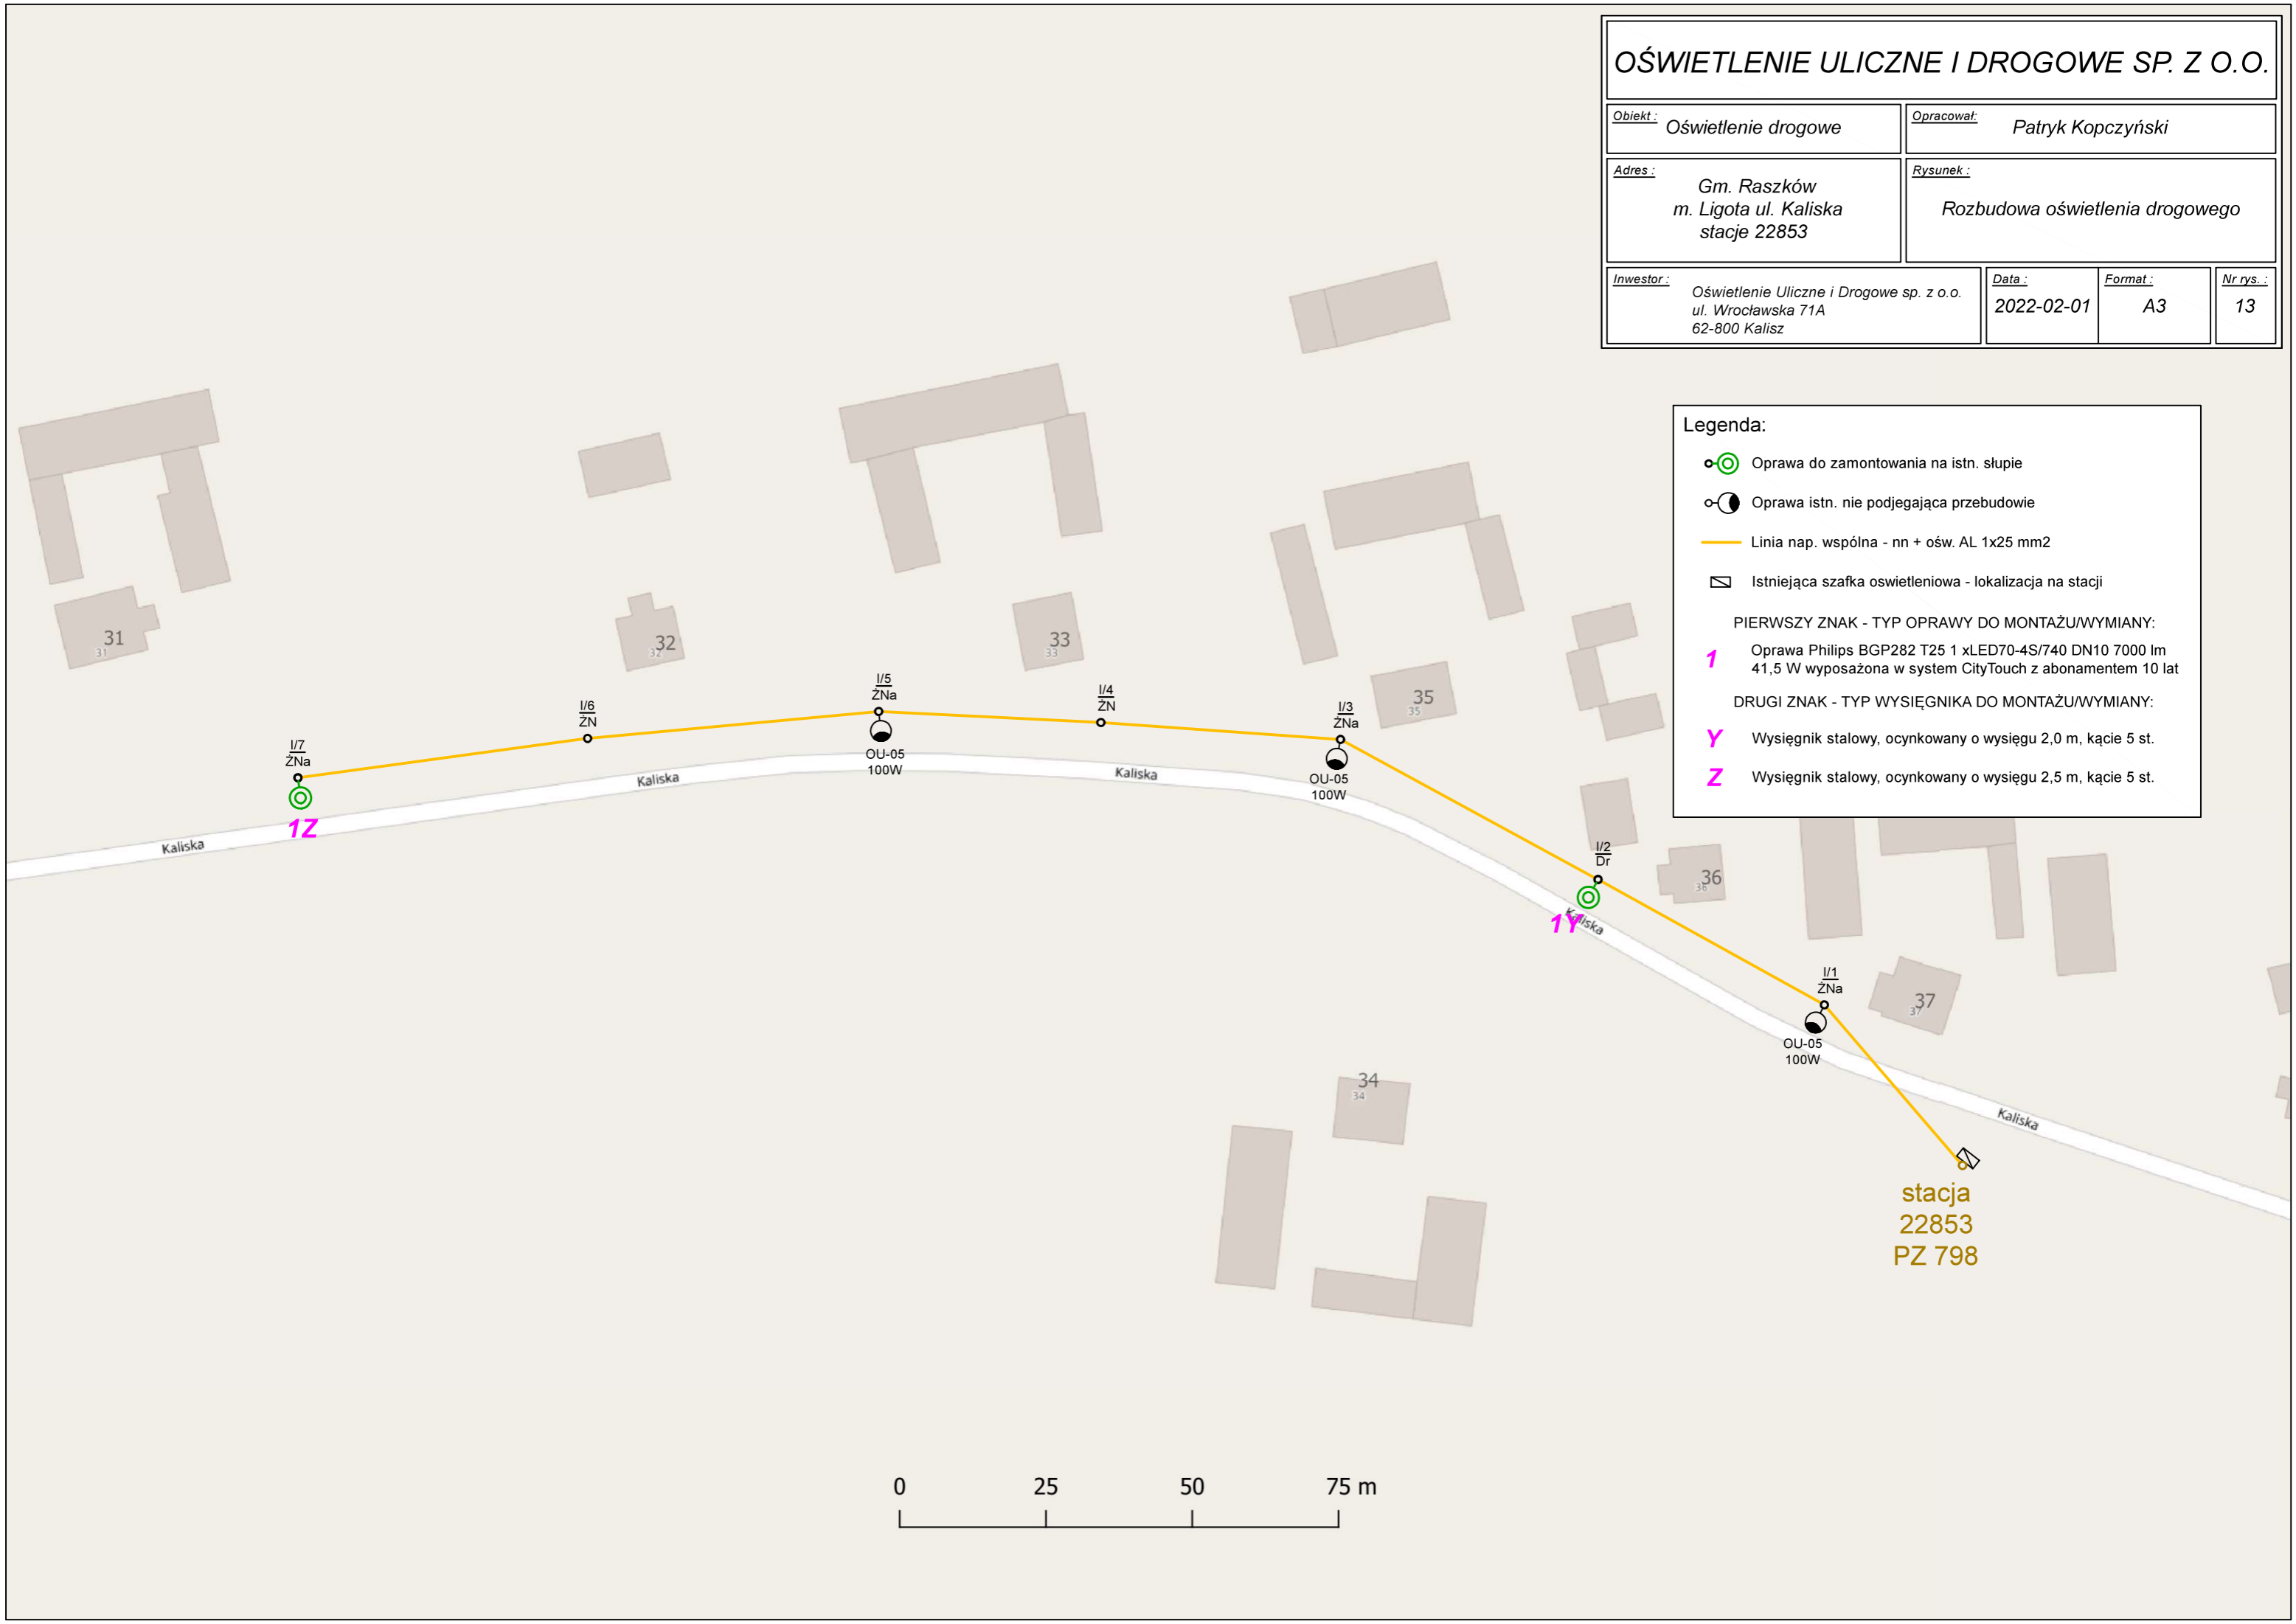 OŚWIETLENIE ULICZNE I DROGOWE SP. Z O.O.
Obiekt :
Oświetlenie drogowe
Opracował:
Patryk Kopczyński
Adres :
Gm. Raszków
m. Ligota ul. Kaliska
stacje 22853
Rysunek :
Rozbudowa oświetlenia drogowego
Inwestor :
Oświetlenie Uliczne i Drogowe sp. z o.o.
ul. Wrocławska 71A
62-800 Kalisz
Data :
2022-02-01
Format :
A3
Nr rys. :
13
Legenda:
Oprawa do zamontowania na istn. słupie
Oprawa istn. nie podjegająca przebudowie
Linia nap. wspólna - nn + ośw. AL 1x25 mm2
Istniejąca szafka oswietleniowa - lokalizacja na stacji
PIERWSZY ZNAK - TYP OPRAWY DO MONTAŻU/WYMIANY:
1
Oprawa Philips BGP282 T25 1 xLED70-4S/740 DN10 7000 lm
41,5 W wyposażona w system CityTouch z abonamentem 10 lat
DRUGI ZNAK - TYP WYSIĘGNIKA DO MONTAŻU/WYMIANY:
Y Wysięgnik stalowy, ocynkowany o wysięgu 2,0 m, kącie 5 st.
Z Wysięgnik stalowy, ocynkowany o wysięgu 2,5 m, kącie 5 st.
31
31
32
32
33
33
35
35
I/7
ŻNa
1Z
I/6
ŻN
I/5
ŻNa
OU-05
100W
I/4
ŻN
I/3
ŻNa
OU-05
100W
Kaliska
Kaliska
Kaliska
I/2
Dr
1Y
Kaliska
36
36
I/1
ŻNa
OU-05
100W
37
37
34
34
Kaliska
stacja
22853
PZ 798
0 25 50 75 m